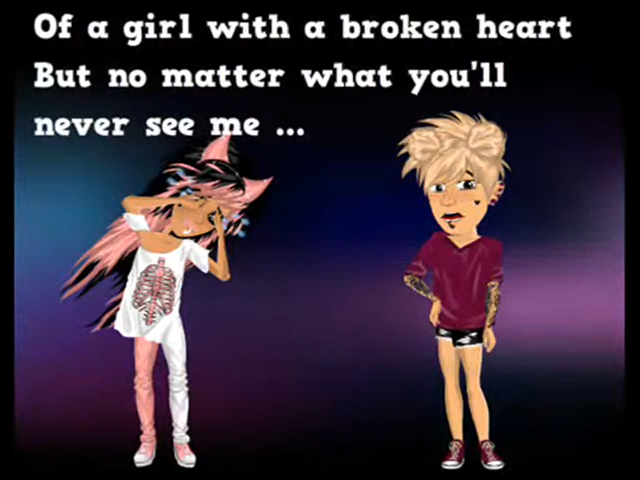 Of a girl with a broken heart
But no matter what you'll
never see me ...